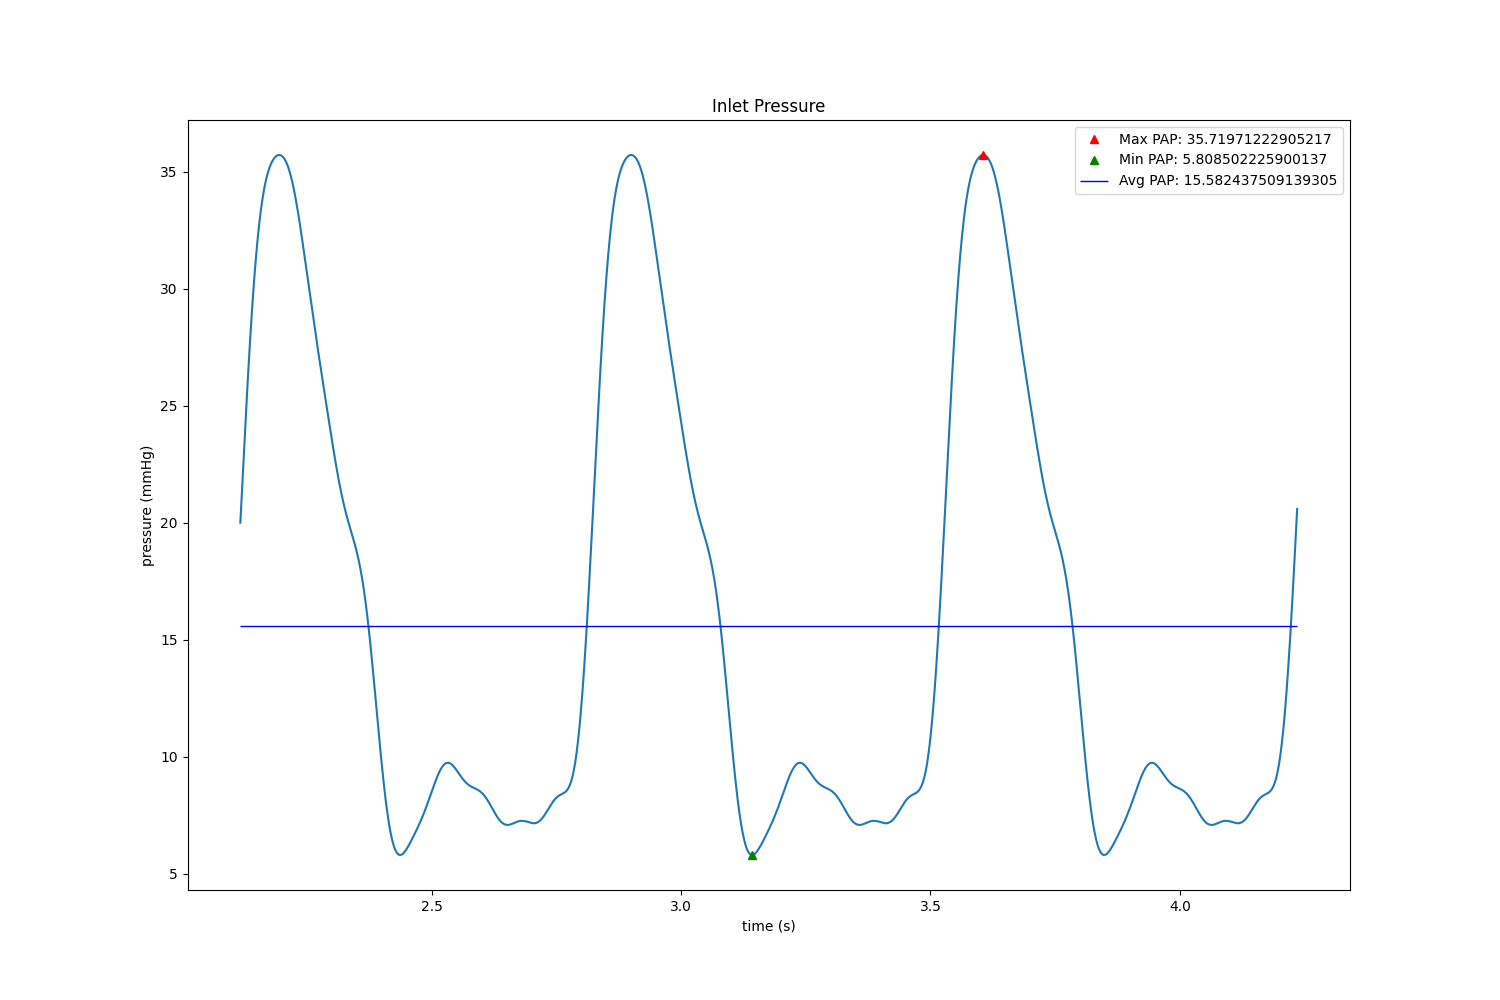 Inlet Pressure
Max PAP: 35.71971222905217
Min PAP: 5.808502225900137
Avg PAP: 15.582437509139305
35
30
25
20
15
10
5
pressure (mmHg)
2.5 3.0 3.5 4.0
time (s)